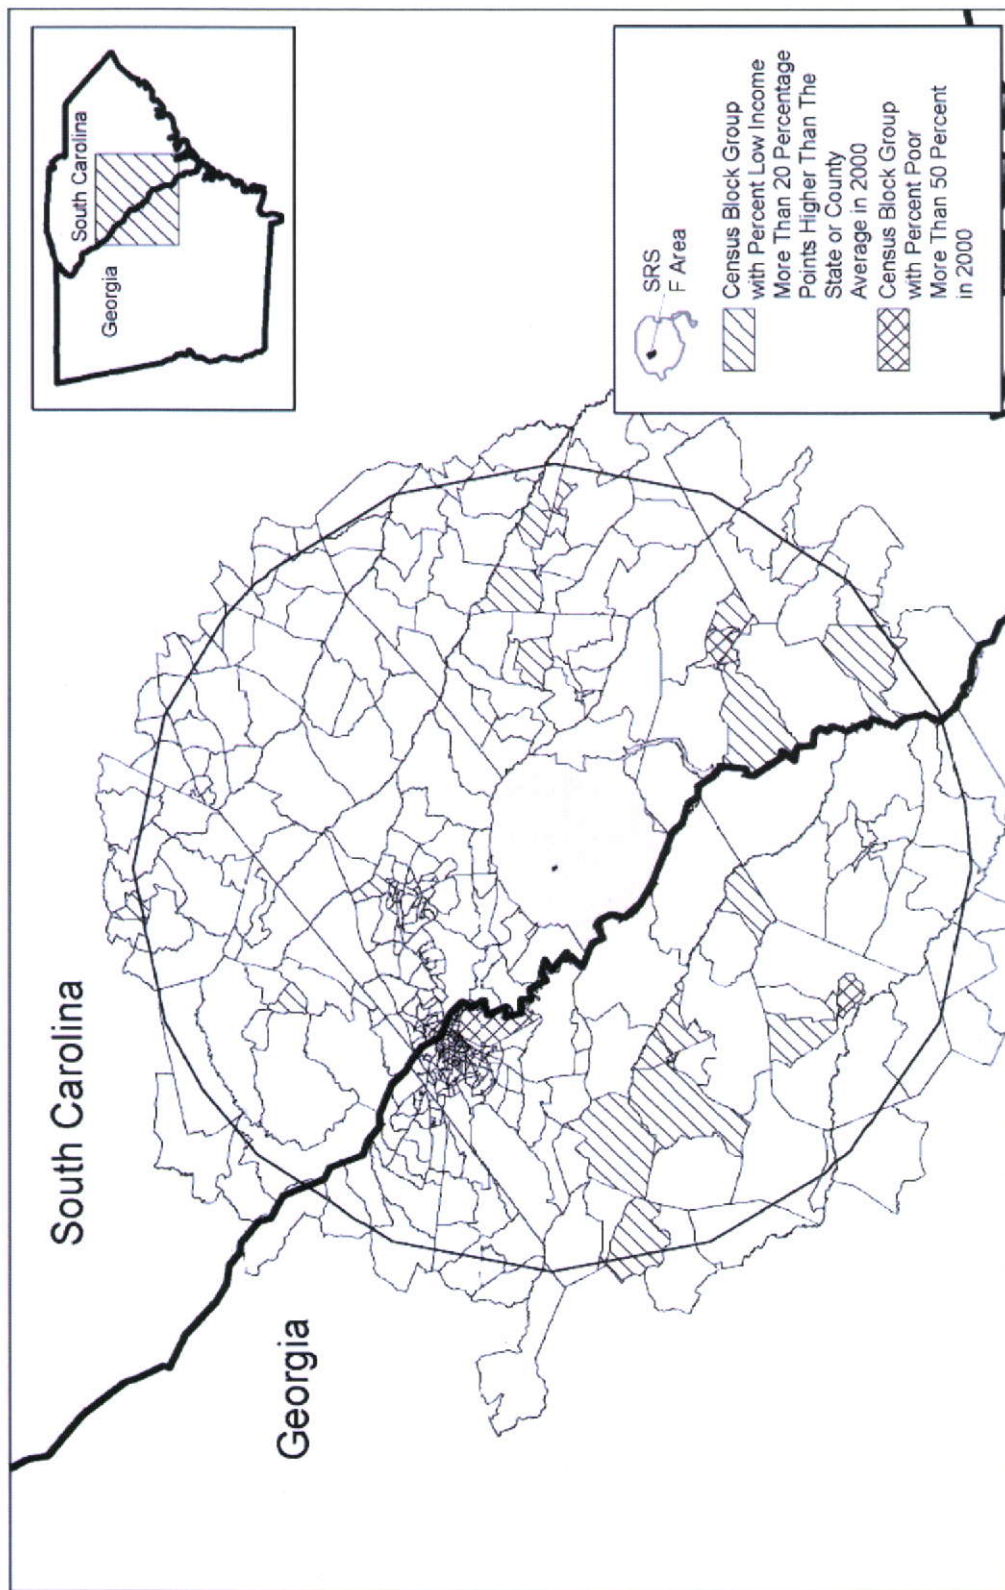 South Carolina
Georgia
South Carolina
Georgia
SRS
F Area
Census Block Group
with Percent Low Income
More Than 20 Percentage
Points Higher Than The
State or County
Average in 2000
Census Block Group
with Percent Poor
More Than 50 Percent
in 2000